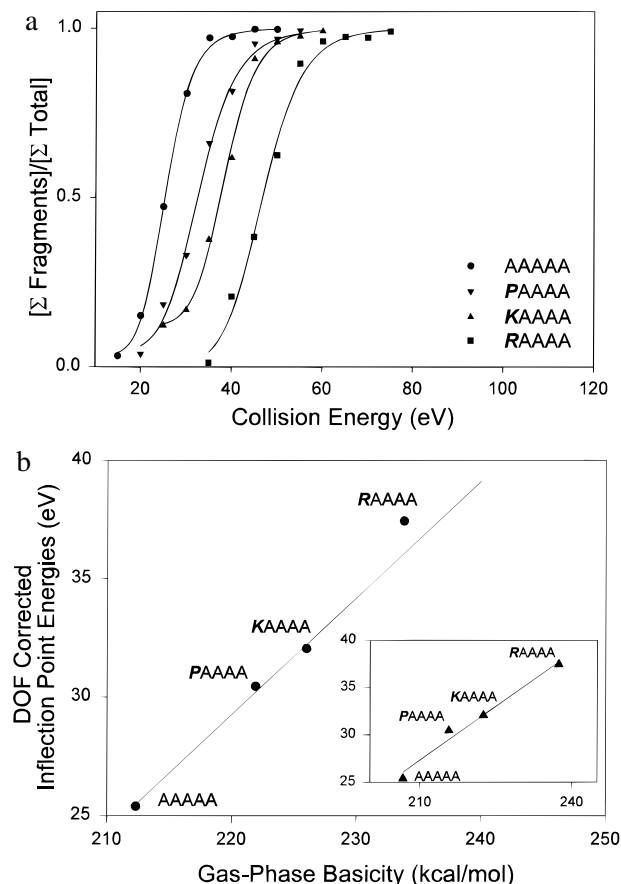 a
1.0
0.5
0.0
[Σ Fragments]/[Σ Total]
AAAAA
PAAAA
KAAAA
RAAAA
20 40 60 80 100 120
Collision Energy (eV)
b
40
35
30
25
DOF Corrected
Inflection Point Energies (eV)
RAAAA
KAAAA
PAAAA
AAAAA
40
35
30
25
RAAAA
KAAAA
PAAAA
AAAAA
210 240
210 220 230 240 250
Gas-Phase Basicity (kcal/mol)